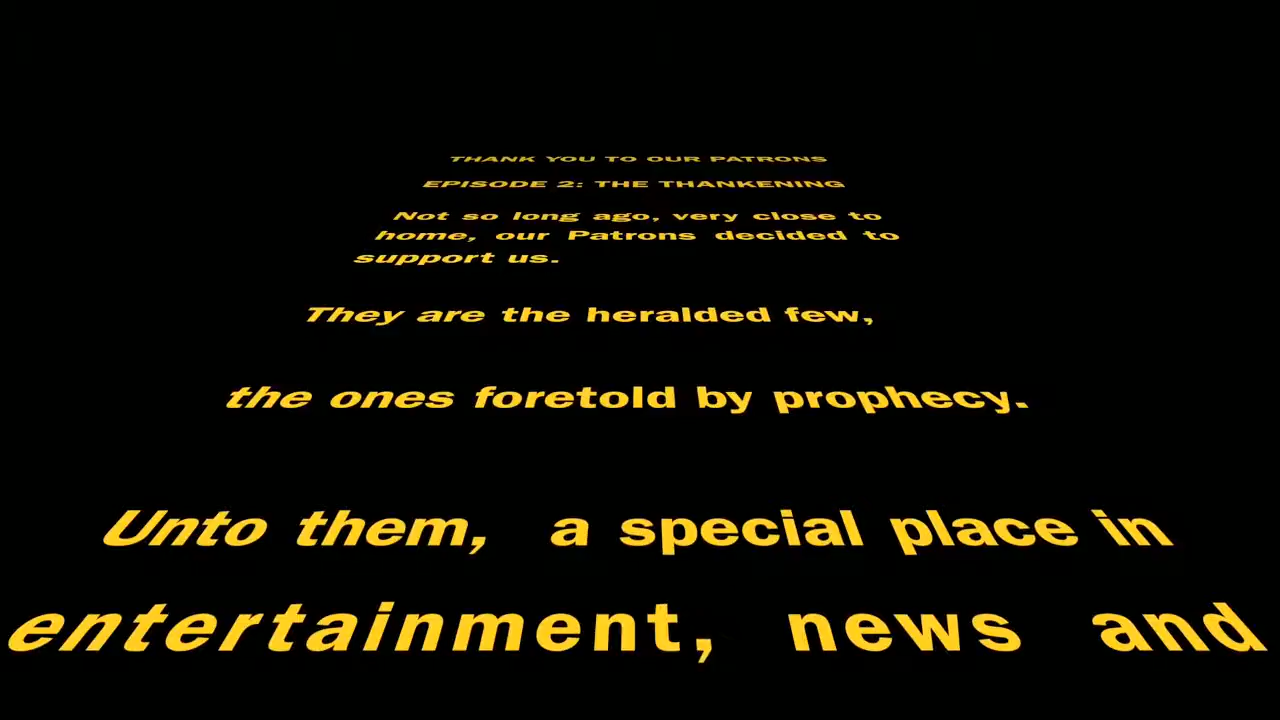 THANK YOU TO OUR PATRONS
EPISODE 2: THE THANKENING
Not so long ago, very close to
home, our Patrons decided to
support us.
They are the heralded few,
the ones foretold by prophecy.
Unto them, a special place in
entertainment, news and